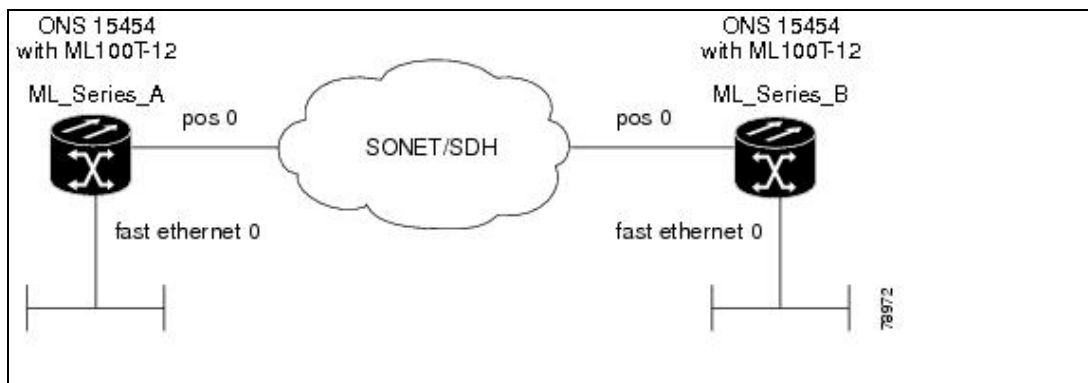 ONS 15454
with ML100T-12
ML_Series_A
pos 0
SONET/SDH
pos 0
ONS 15454
with ML100T-12
ML_Series_B
fast ethernet 0
fast ethernet 0
78972